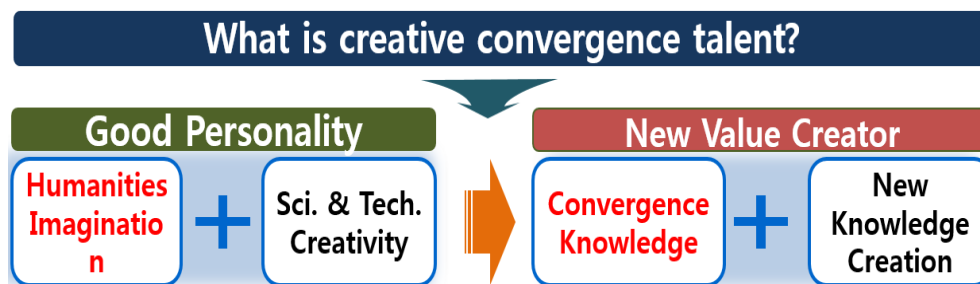 What is creative convergence talent?
Good Personality
New Value Creator
Humanities
Imaginatio
n
+
Sci. & Tech.
Creativity
Convergence
Knowledge
+
New
Knowledge
Creation